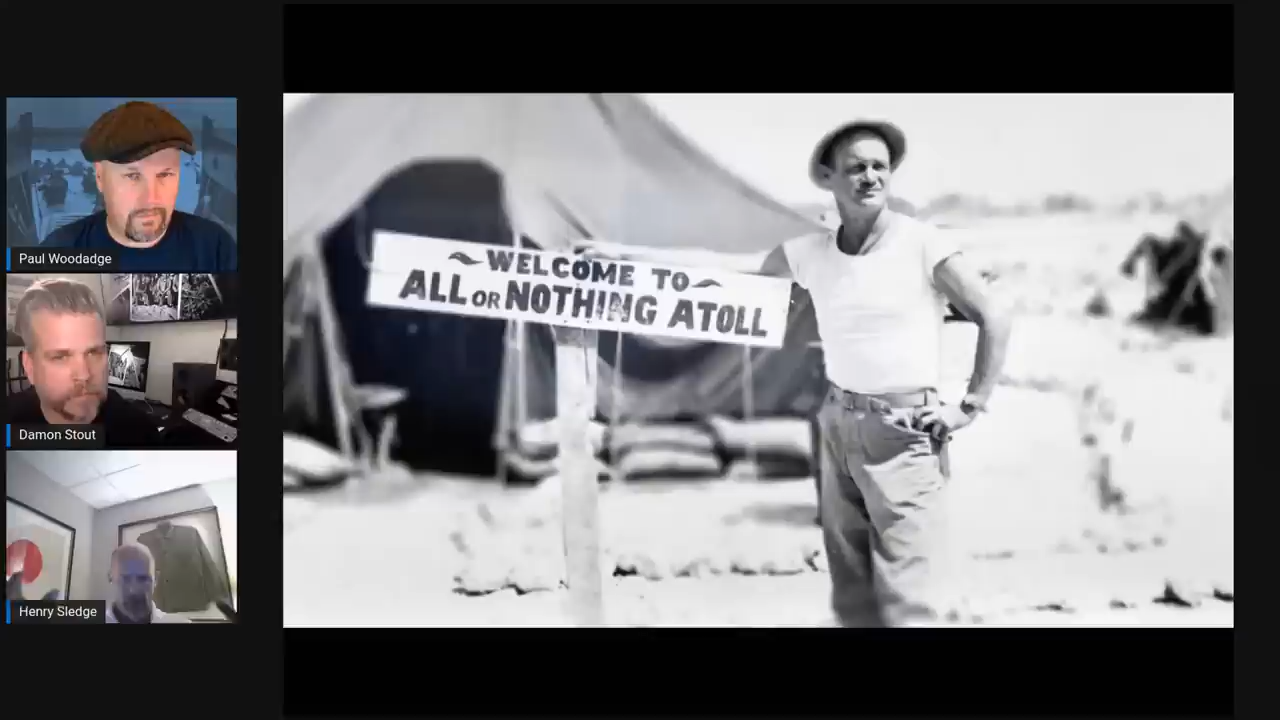 Paul Woodadge
Damon Stout
Henry Sledge
~WELCOME TO~
ALL OR NOTHING ATOLL